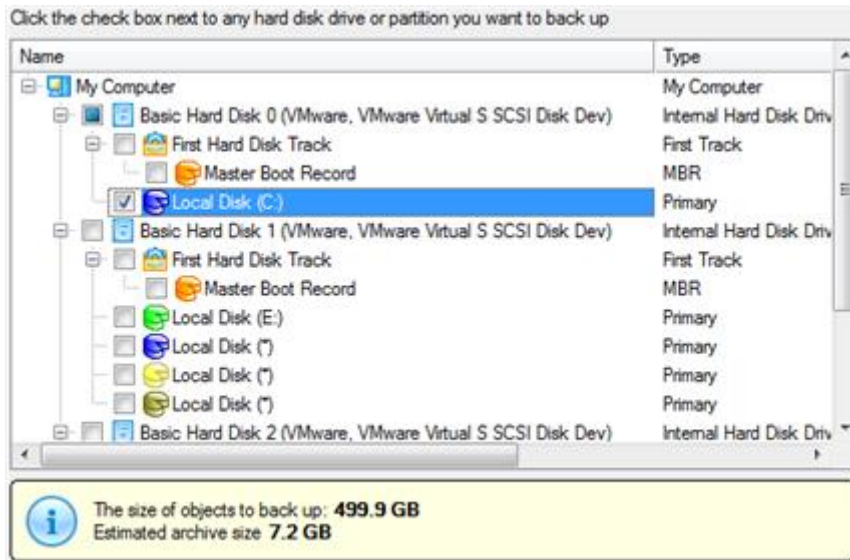 Click the check box next to any hard disk drive or partition you want to back up
Name Type
My Computer My Computer
Basic Hard Disk 0 (VMware, VMware Virtual S SCSI Disk Dev) Internal Hard Disk Driv
First Hard Disk Track First Track
Master Boot Record MBR
Local Disk (C:) Primary
Basic Hard Disk 1 (VMware, VMware Virtual S SCSI Disk Dev) Internal Hard Disk Driv
First Hard Disk Track First Track
Master Boot Record MBR
Local Disk (E:) Primary
Local Disk (*) Primary
Local Disk (*) Primary
Local Disk (*) Primary
Basic Hard Disk 2 (VMware, VMware Virtual S SCSI Disk Dev) Internal Hard Disk Driv
The size of objects to back up: 499.9 GB
Estimated archive size 7.2 GB